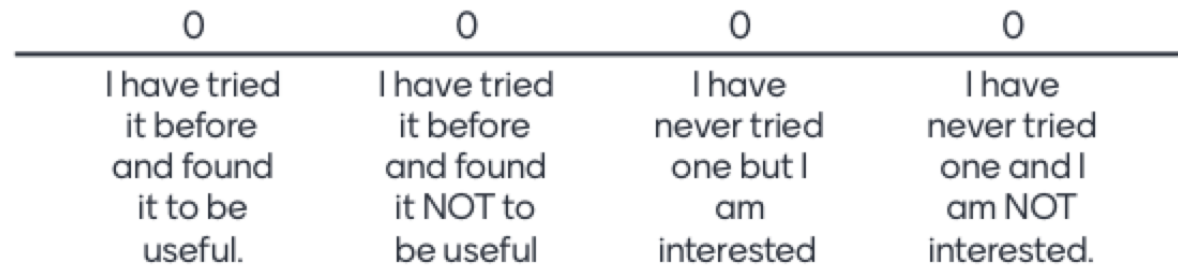 0 0 0 0
I have tried
it before
and found
it to be
useful.
I have tried
it before
and found
it NOT to
be useful
I have
never tried
one but I
am
interested
I have
never tried
one and I
am NOT
interested.